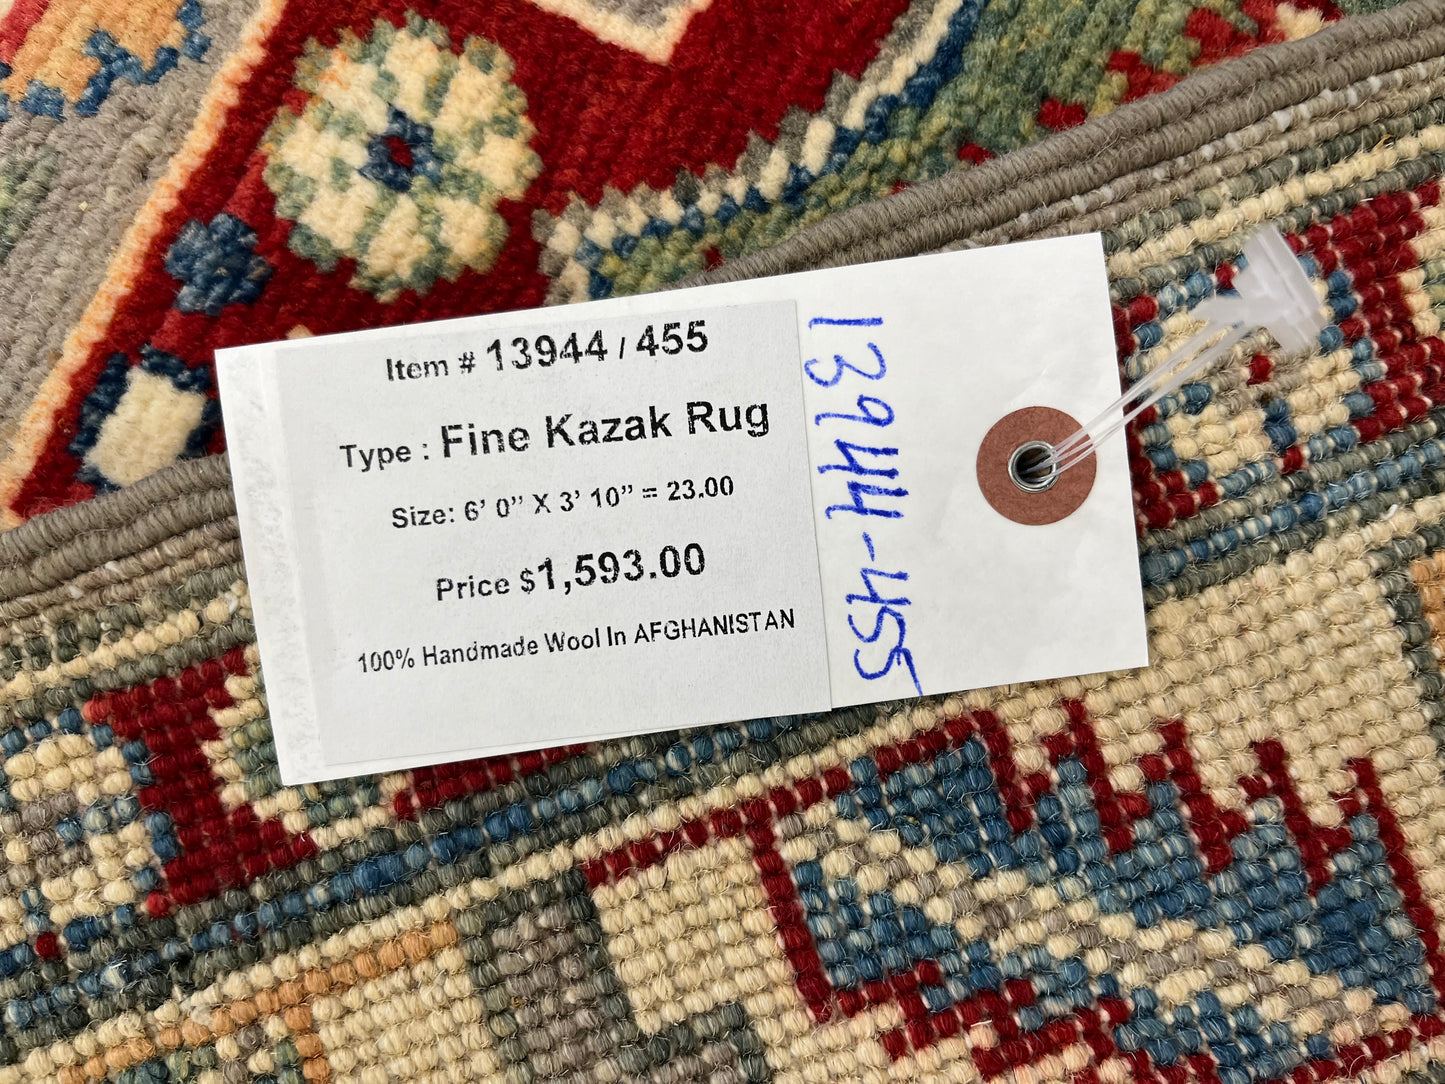 Item # 13944 / 455
Type : Fine Kazak Rug
Size: 6’ 0” X 3’ 10” = 23.00
Price $1,593.00
100% Handmade Wool In AFGHANISTAN
13944-455